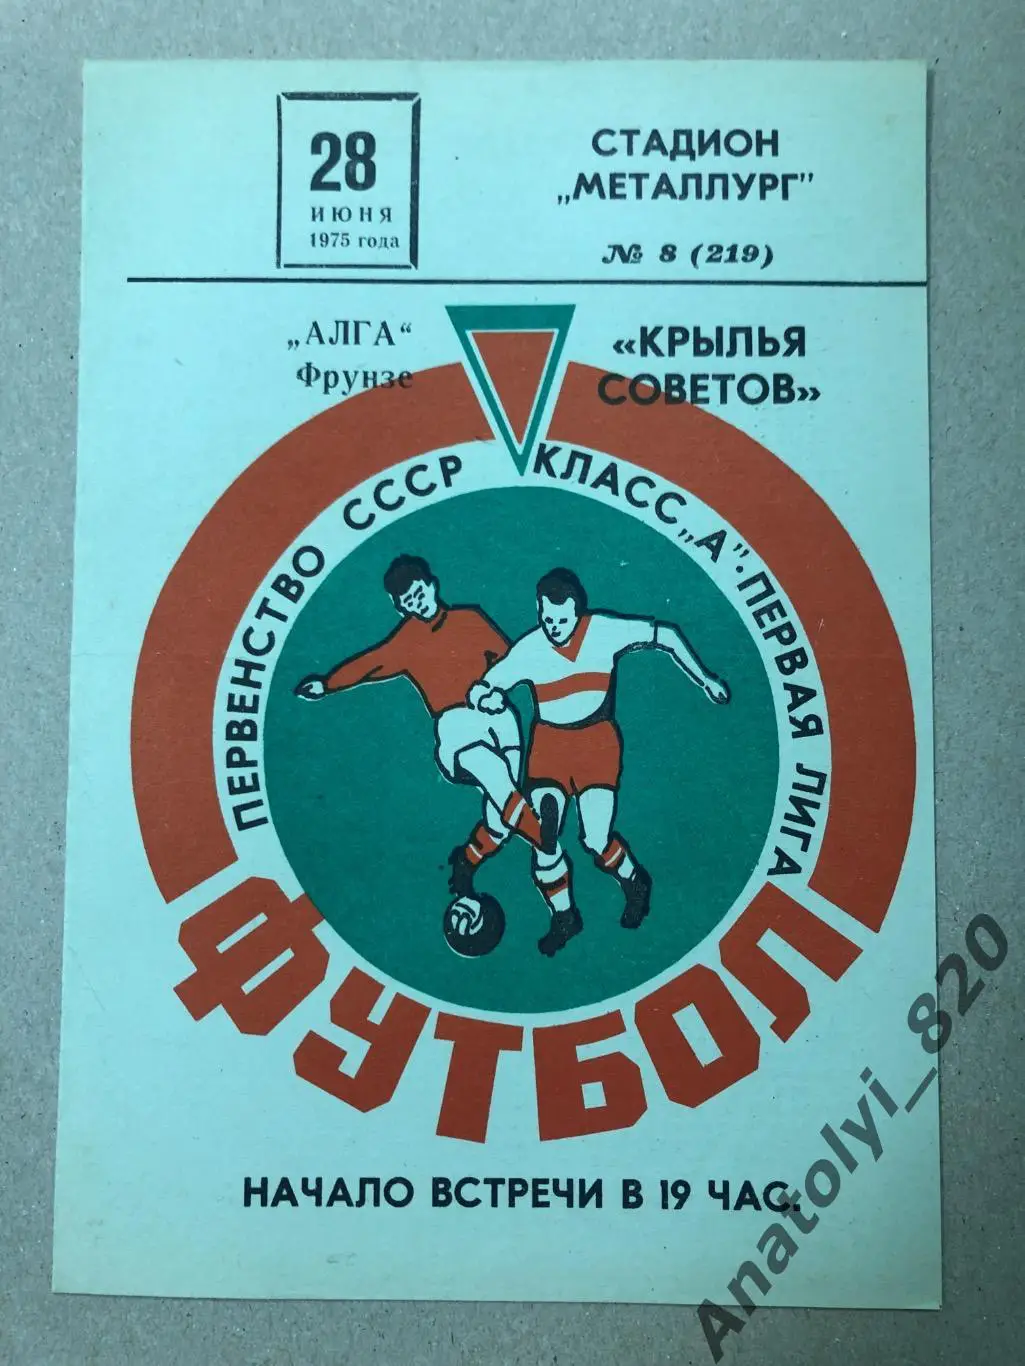 28
ИЮНЯ
1975 года
СТАДИОН
„МЕТАЛЛУРГ"
№ 8 (219)
„АЛГА“
Фрунзе
«КРЫЛЬЯ
СОВЕТОВ»
ПЕРВЕНСТВО СССР КЛАСС „А"·ПЕРВАЯ ЛИГА
ФУТБОЛ
НАЧАЛО ВСТРЕЧИ В 19 ЧАС.
Anatolyi_820